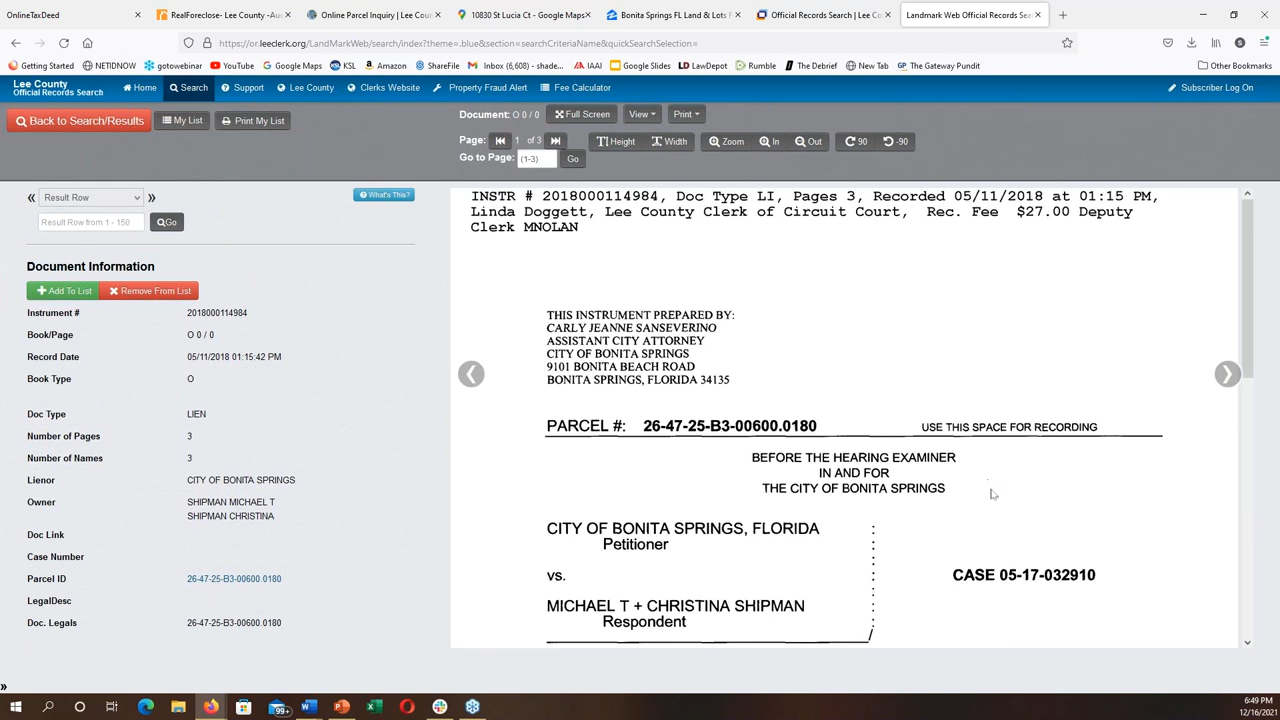 OnlineTaxDeed
RealForeclose- Lee County -Auc
Online Parcel Inquiry | Lee Coun
10830 St Lucia Ct - Google Maps
Bonita Springs FL Land & Lots F
Official Records Search | Lee Co
Landmark Web Official Records Sea
https://or.leeclerk.org/LandMarkWeb/search/index?theme=.blue&section=searchCriteriaName&quickSearchSelection=
Getting Started
NETIDNOW
gotowebinar
YouTube
Google Maps
KSL
Amazon
ShareFile
Inbox (6,608) - shade...
IAAI
Google Slides
LD LawDepot
Rumble
The Debrief
New Tab
The Gateway Pundit
Other Bookmarks
Lee County
Official Records Search
Home
Search
Support
Lee County
Clerks Website
Property Fraud Alert
Fee Calculator
Subscriber Log On
Back to Search/Results
My List
Print My List
Document: O 0 / 0
Full Screen
View
Print
Page: 1 of 3
Height
Width
Zoom
In
Out
90
-90
Go to Page: (1-3) Go
« Result Row »
What's This?
Result Row from 1 - 150
Go
Document Information
Add To List
Remove From List
Instrument # 2018000114984
Book/Page O 0 / 0
Record Date 05/11/2018 01:15:42 PM
Book Type O
Doc Type LIEN
Number of Pages 3
Number of Names 3
Lienor CITY OF BONITA SPRINGS
Owner SHIPMAN MICHAEL T
SHIPMAN CHRISTINA
Doc Link
Case Number
Parcel ID 26-47-25-B3-00600.0180
LegalDesc
Doc. Legals 26-47-25-B3-00600.0180
»
INSTR # 2018000114984, Doc Type LI, Pages 3, Recorded 05/11/2018 at 01:15 PM,
Linda Doggett, Lee County Clerk of Circuit Court, Rec. Fee $27.00 Deputy
Clerk MNOLAN
THIS INSTRUMENT PREPARED BY:
CARLY JEANNE SANSEVERINO
ASSISTANT CITY ATTORNEY
CITY OF BONITA SPRINGS
9101 BONITA BEACH ROAD
BONITA SPRINGS, FLORIDA 34135
PARCEL #: 26-47-25-B3-00600.0180
USE THIS SPACE FOR RECORDING
BEFORE THE HEARING EXAMINER
IN AND FOR
THE CITY OF BONITA SPRINGS
CITY OF BONITA SPRINGS, FLORIDA
Petitioner
vs.
CASE 05-17-032910
MICHAEL T + CHRISTINA SHIPMAN
Respondent
99+
6:49 PM
12/16/2021